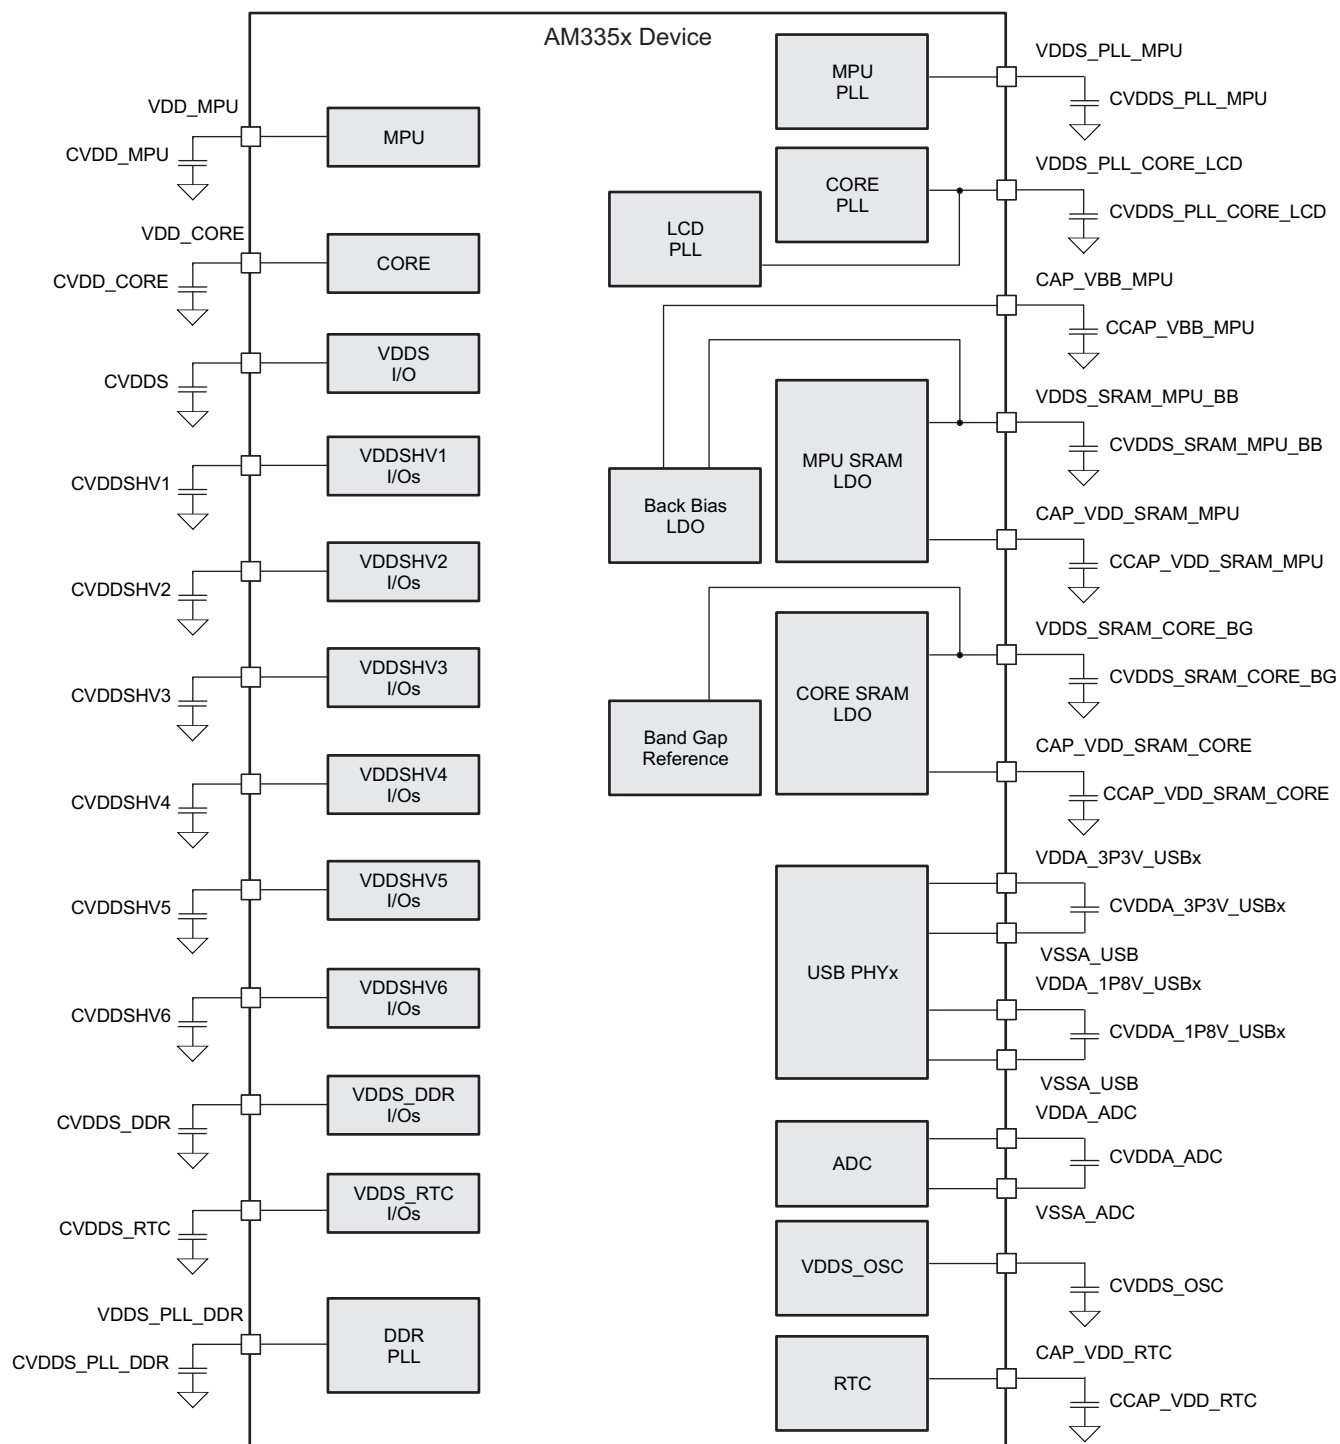 AM335x Device
VDD_MPU
CVDD_MPU
MPU
VDD_CORE
CVDD_CORE
CORE
CVDDS
VDDS
I/O
CVDDSHV1
VDDSHV1
I/Os
CVDDSHV2
VDDSHV2
I/Os
CVDDSHV3
VDDSHV3
I/Os
CVDDSHV4
VDDSHV4
I/Os
CVDDSHV5
VDDSHV5
I/Os
CVDDSHV6
VDDSHV6
I/Os
CVDDS_DDR
VDDS_DDR
I/Os
CVDDS_RTC
VDDS_RTC
I/Os
VDDS_PLL_DDR
CVDDS_PLL_DDR
DDR
PLL
MPU
PLL
VDDS_PLL_MPU
CVDDS_PLL_MPU
CORE
PLL
VDDS_PLL_CORE_LCD
CVDDS_PLL_CORE_LCD
LCD
PLL
CAP_VBB_MPU
CCAP_VBB_MPU
VDDS_SRAM_MPU_BB
CVDDS_SRAM_MPU_BB
MPU SRAM
LDO
Back Bias
LDO
CAP_VDD_SRAM_MPU
CCAP_VDD_SRAM_MPU
VDDS_SRAM_CORE_BG
CVDDS_SRAM_CORE_BG
CORE SRAM
LDO
Band Gap
Reference
CAP_VDD_SRAM_CORE
CCAP_VDD_SRAM_CORE
VDDA_3P3V_USBx
CVDDA_3P3V_USBx
VSSA_USB
USB PHYx
VDDA_1P8V_USBx
CVDDA_1P8V_USBx
VSSA_USB
VDDA_ADC
ADC
CVDDA_ADC
VSSA_ADC
VDDS_OSC
CVDDS_OSC
CAP_VDD_RTC
RTC
CCAP_VDD_RTC